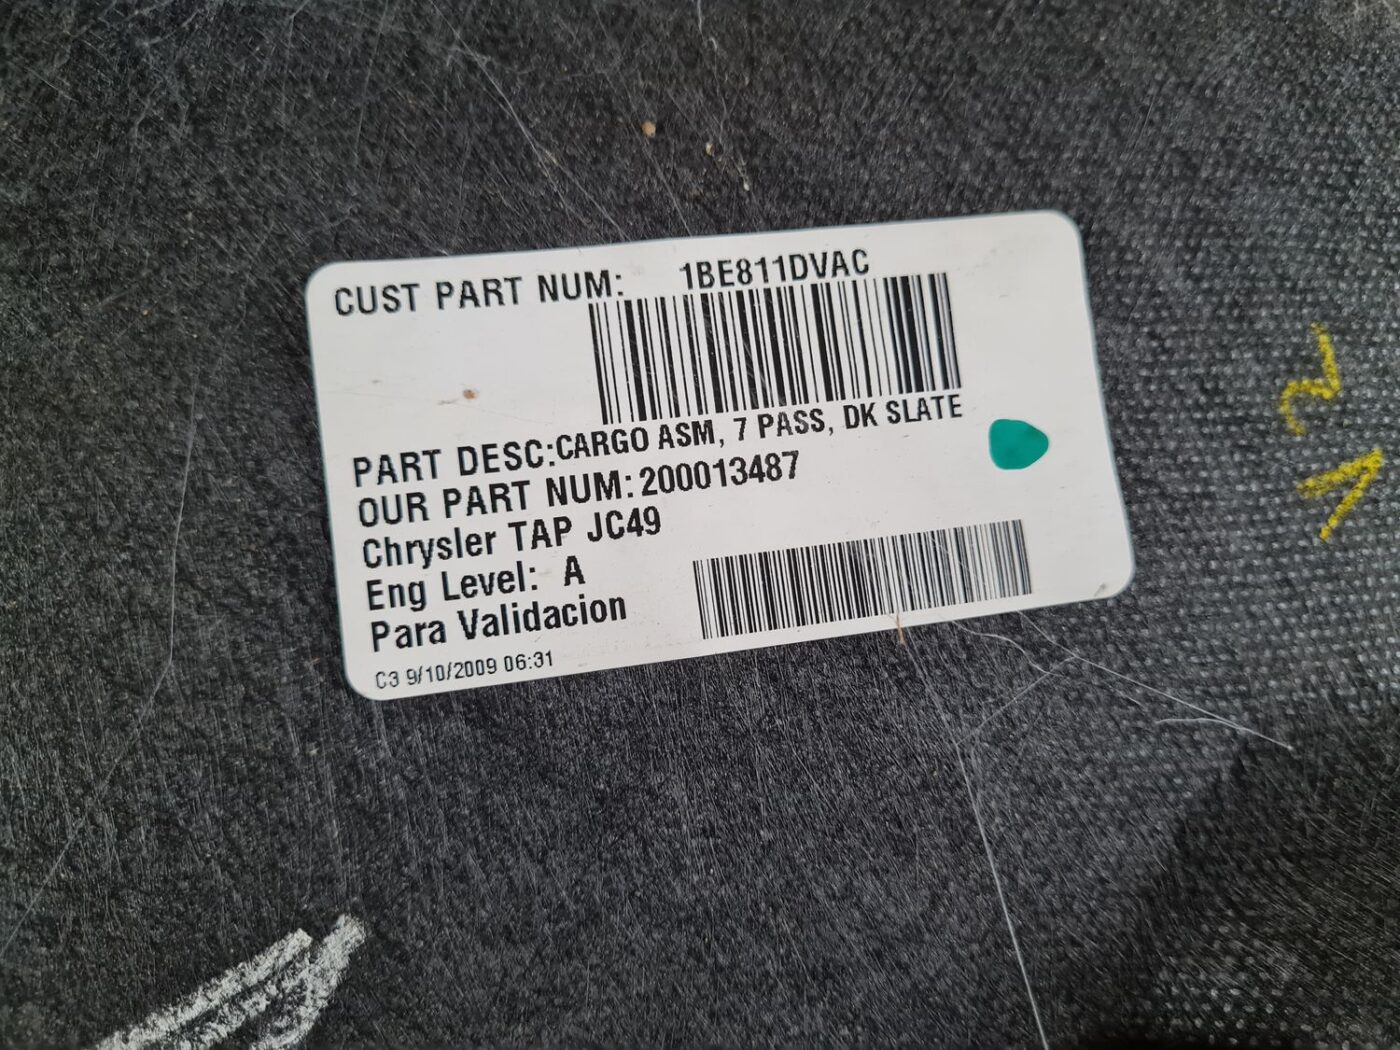 CUST PART NUM: 1BE811DVAC
PART DESC:CARGO ASM, 7 PASS, DK SLATE
OUR PART NUM:200013487
Chrysler TAP JC49
Eng Level: A
Para Validacion
C3 9/10/2009 06:31